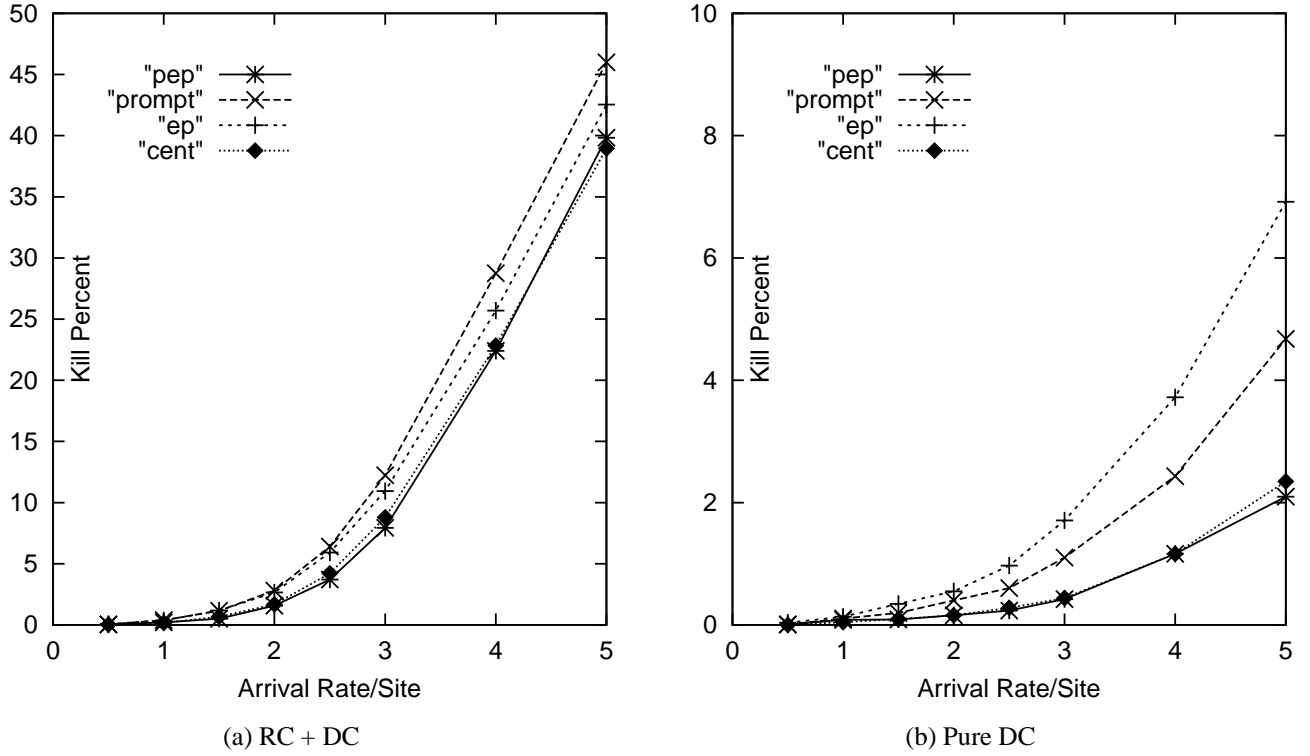 50
45
40
35
30
25
20
15
10
5
0
Kill Percent
"pep"
"prompt"
"ep"
"cent"
0 1 2 3 4 5
Arrival Rate/Site
(a) RC + DC
10
8
6
4
2
0
Kill Percent
"pep"
"prompt"
"ep"
"cent"
0 1 2 3 4 5
Arrival Rate/Site
(b) Pure DC